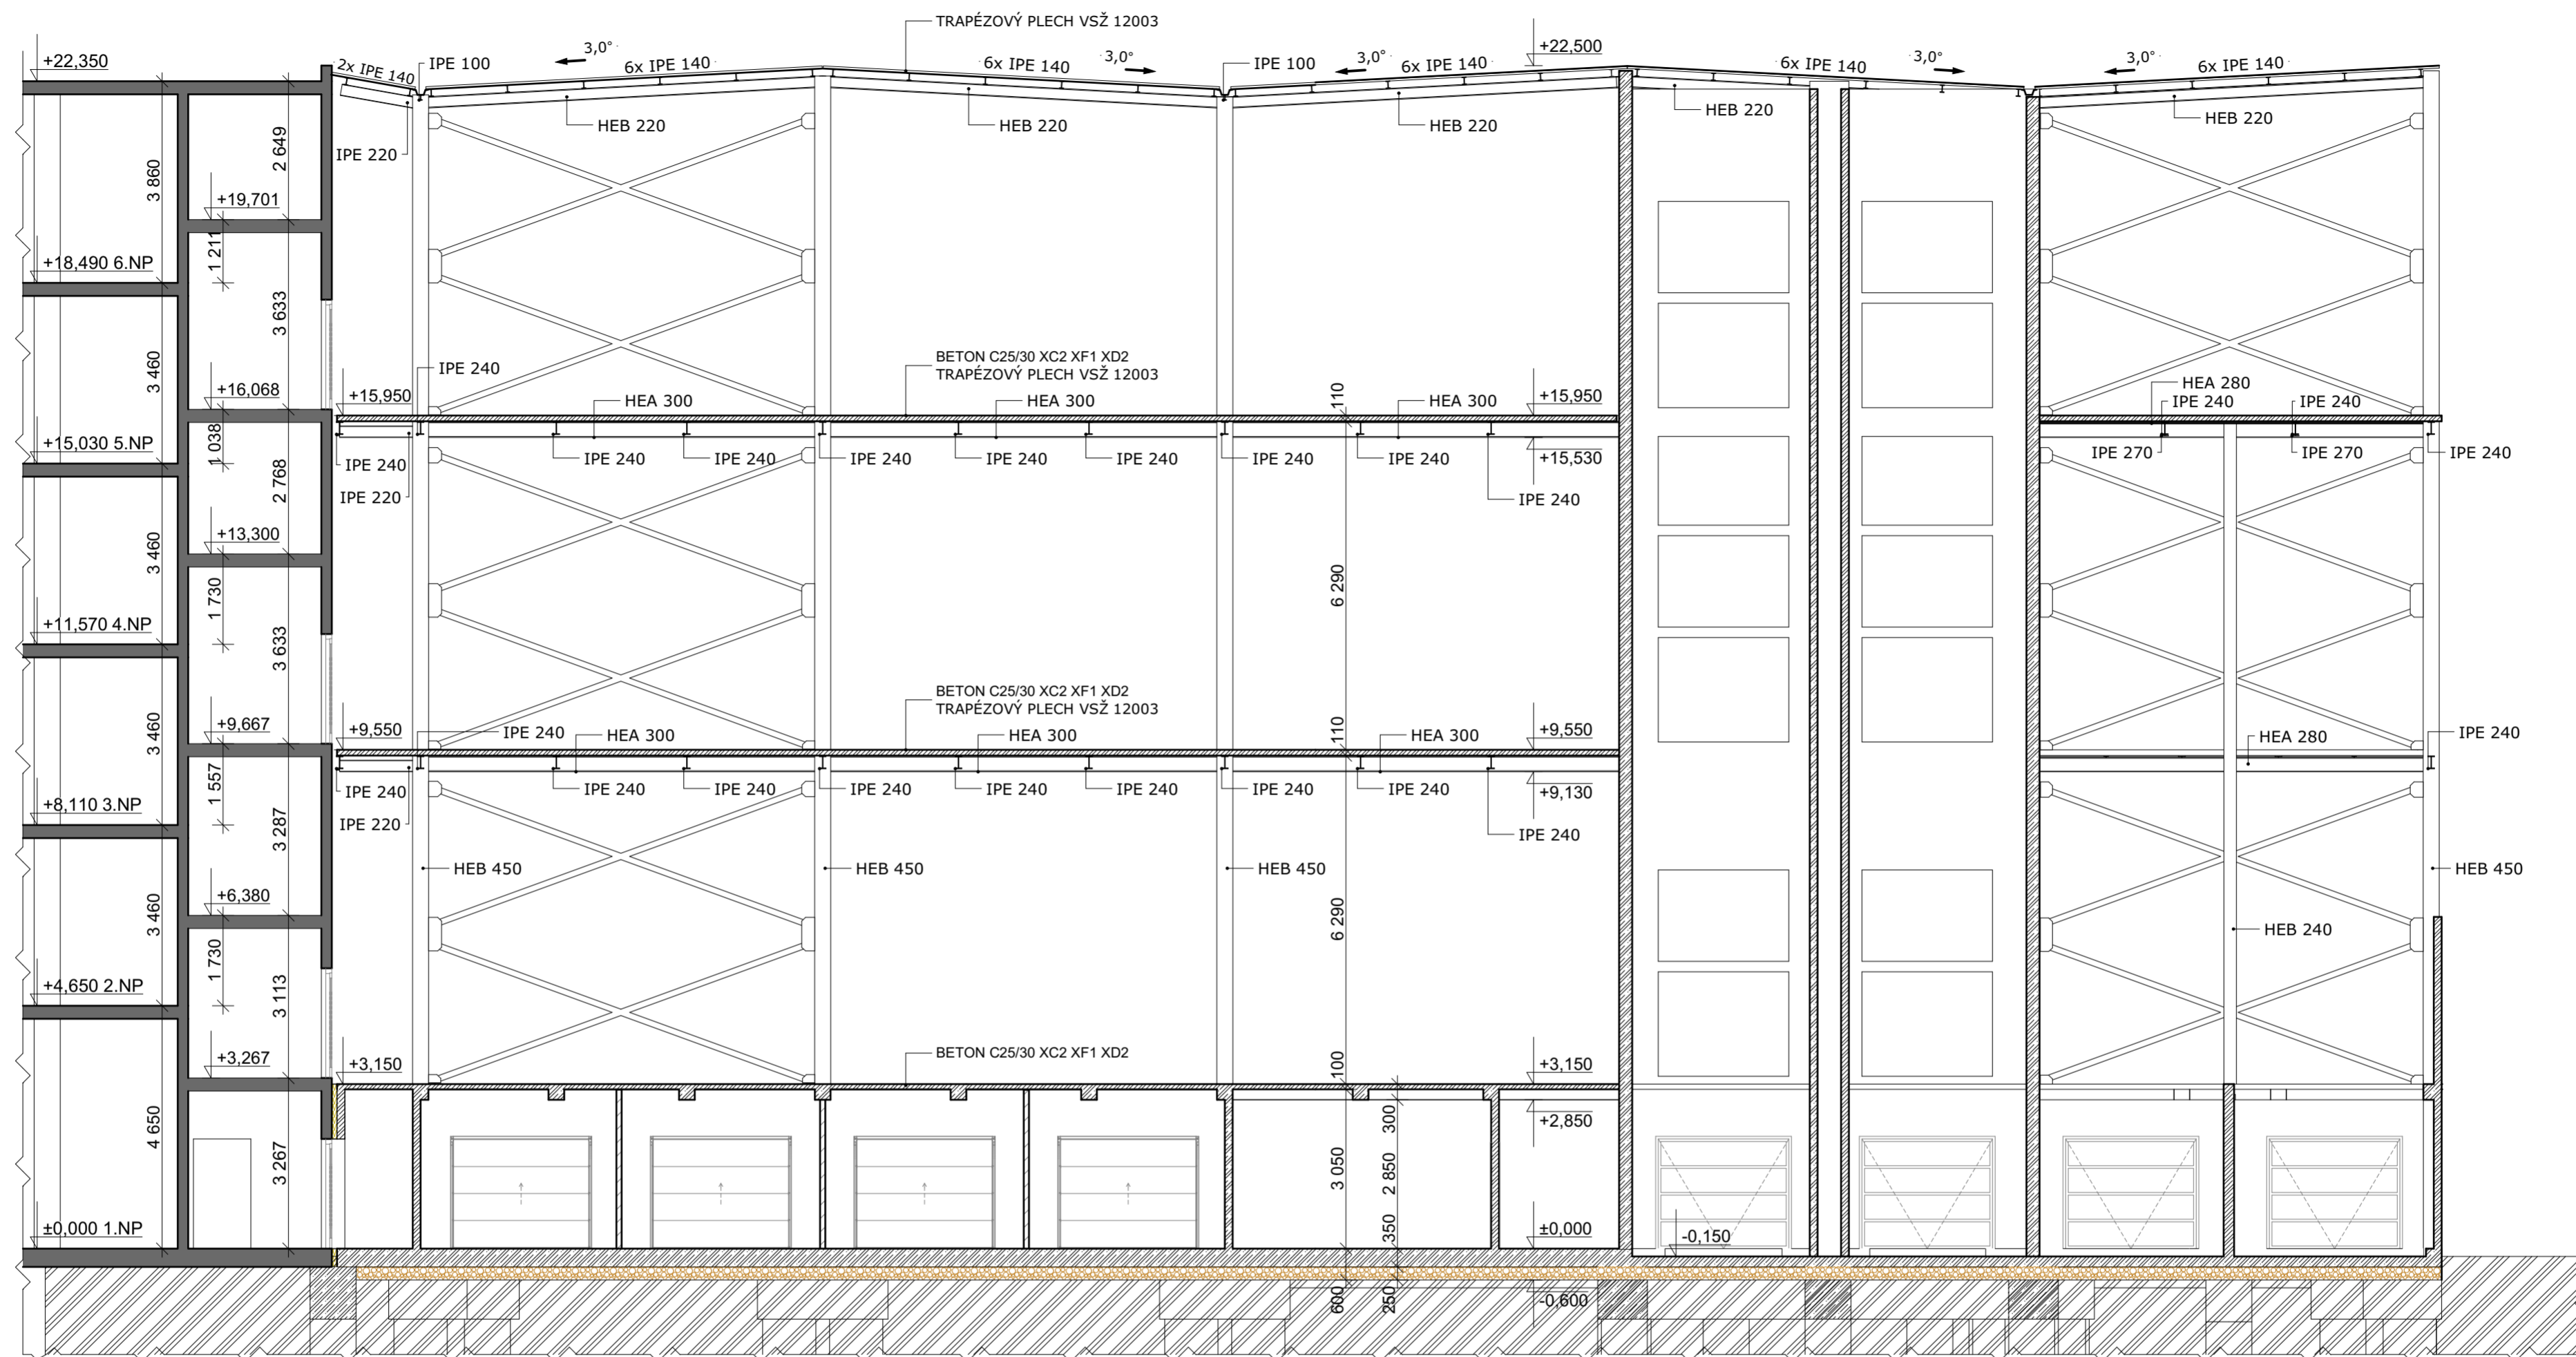 TRAPÉZOVÝ PLECH VSŽ 12003
+22,350
2x IPE 140
IPE 100
3,0°
6x IPE 140
6x IPE 140
3,0°
IPE 100
3,0°
6x IPE 140
+22,500
6x IPE 140
3,0°
3,0°
6x IPE 140
IPE 220
HEB 220
HEB 220
HEB 220
HEB 220
HEB 220
3 860
2 649
+19,701
1 211
+18,490 6.NP
3 633
3 460
+16,068
+15,950
IPE 240
BETON C25/30 XC2 XF1 XD2
TRAPÉZOVÝ PLECH VSŽ 12003
HEA 300
HEA 300
HEA 300
110
+15,950
HEA 280
IPE 240
IPE 240
+15,030 5.NP
1 038
2 768
IPE 240
IPE 220
IPE 240
IPE 240
IPE 240
IPE 240
IPE 240
IPE 240
IPE 240
IPE 240
+15,530
IPE 270
IPE 270
IPE 240
3 460
+13,300
1 730
+11,570 4.NP
3 633
6 290
3 460
+9,667
+9,550
IPE 240
BETON C25/30 XC2 XF1 XD2
TRAPÉZOVÝ PLECH VSŽ 12003
HEA 300
HEA 300
HEA 300
110
+9,550
HEA 280
IPE 240
1 557
+8,110 3.NP
3 287
IPE 240
IPE 220
IPE 240
IPE 240
IPE 240
IPE 240
IPE 240
IPE 240
IPE 240
IPE 240
+9,130
HEB 450
HEB 450
HEB 450
HEB 450
3 460
+6,380
6 290
HEB 240
1 730
+4,650 2.NP
3 113
+3,267
+3,150
BETON C25/30 XC2 XF1 XD2
100
+3,150
4 650
3 267
300
+2,850
3 050
2 850
±0,000 1.NP
350
±0,000
-0,150
600
250
-0,600